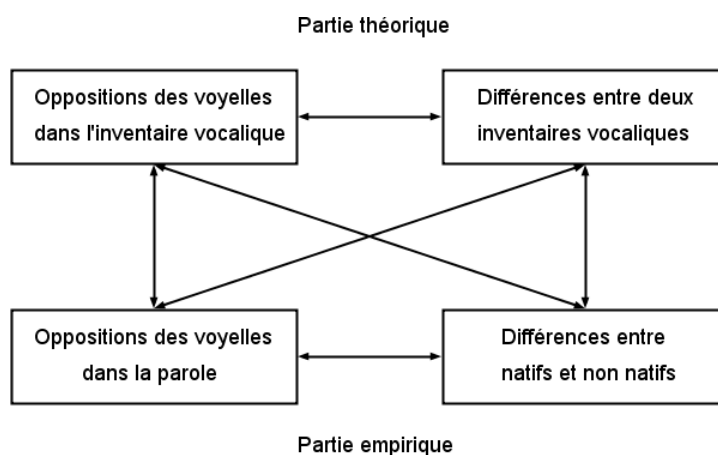 Partie théorique
Oppositions des voyelles
dans l'inventaire vocalique
Différences entre deux
inventaires vocaliques
Oppositions des voyelles
dans la parole
Différences entre
natifs et non natifs
Partie empirique